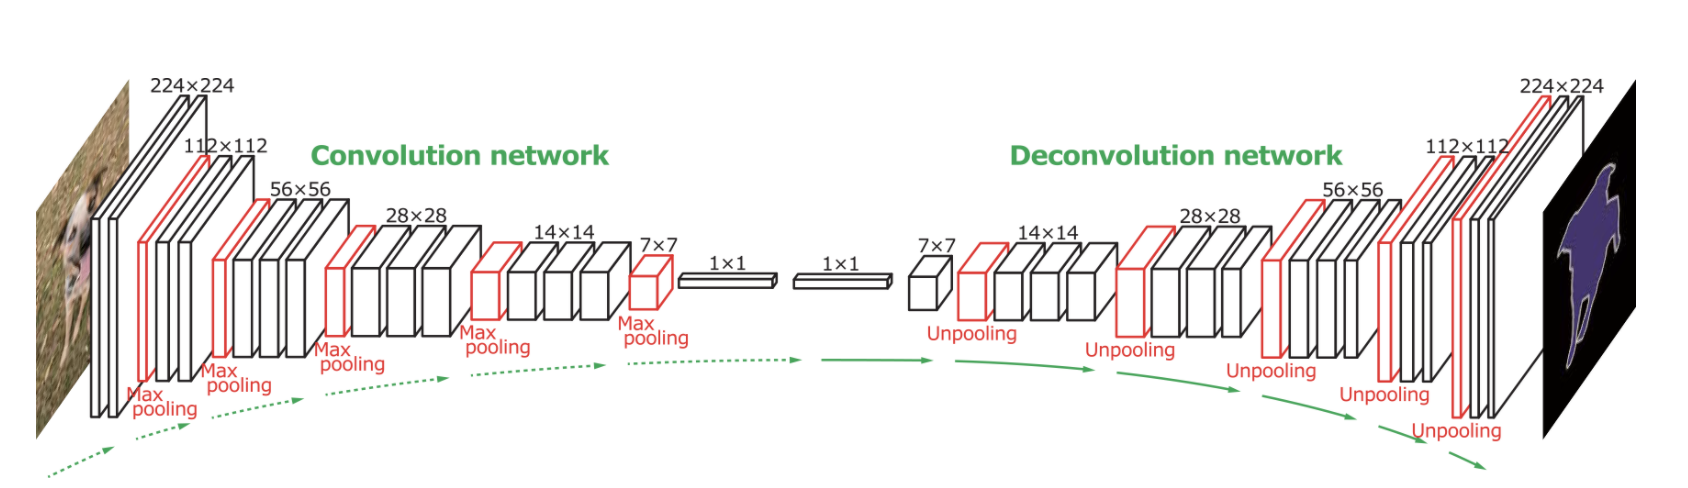 224×224
112×112
Convolution network
56×56
28×28
14×14
7×7
1×1
1×1
7×7
14×14
28×28
Deconvolution network
56×56
112×112
224×224
Max
pooling
Max
pooling
Max
pooling
Max
pooling
Max
pooling
Unpooling
Unpooling
Unpooling
Unpooling
Unpooling